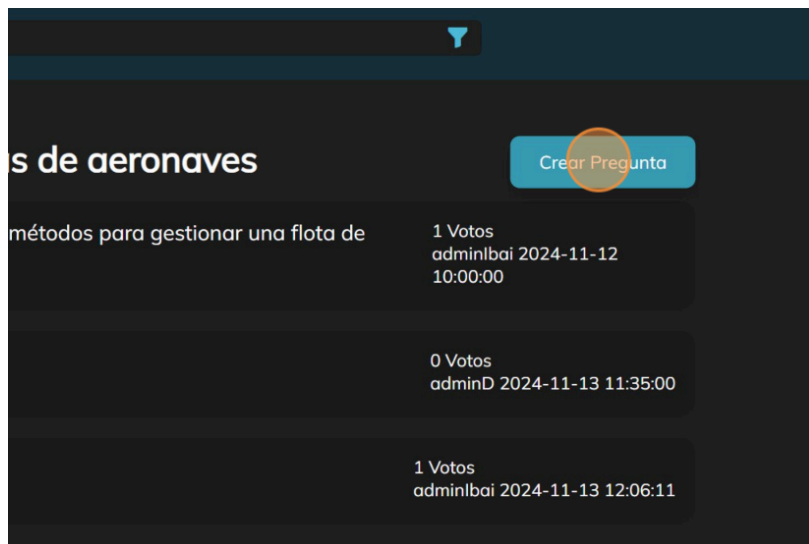 s de aeronaves
Crear Pregunta
métodos para gestionar una flota de
1 Votos
adminIbai 2024-11-12
10:00:00
0 Votos
adminD 2024-11-13 11:35:00
1 Votos
adminIbai 2024-11-13 12:06:11